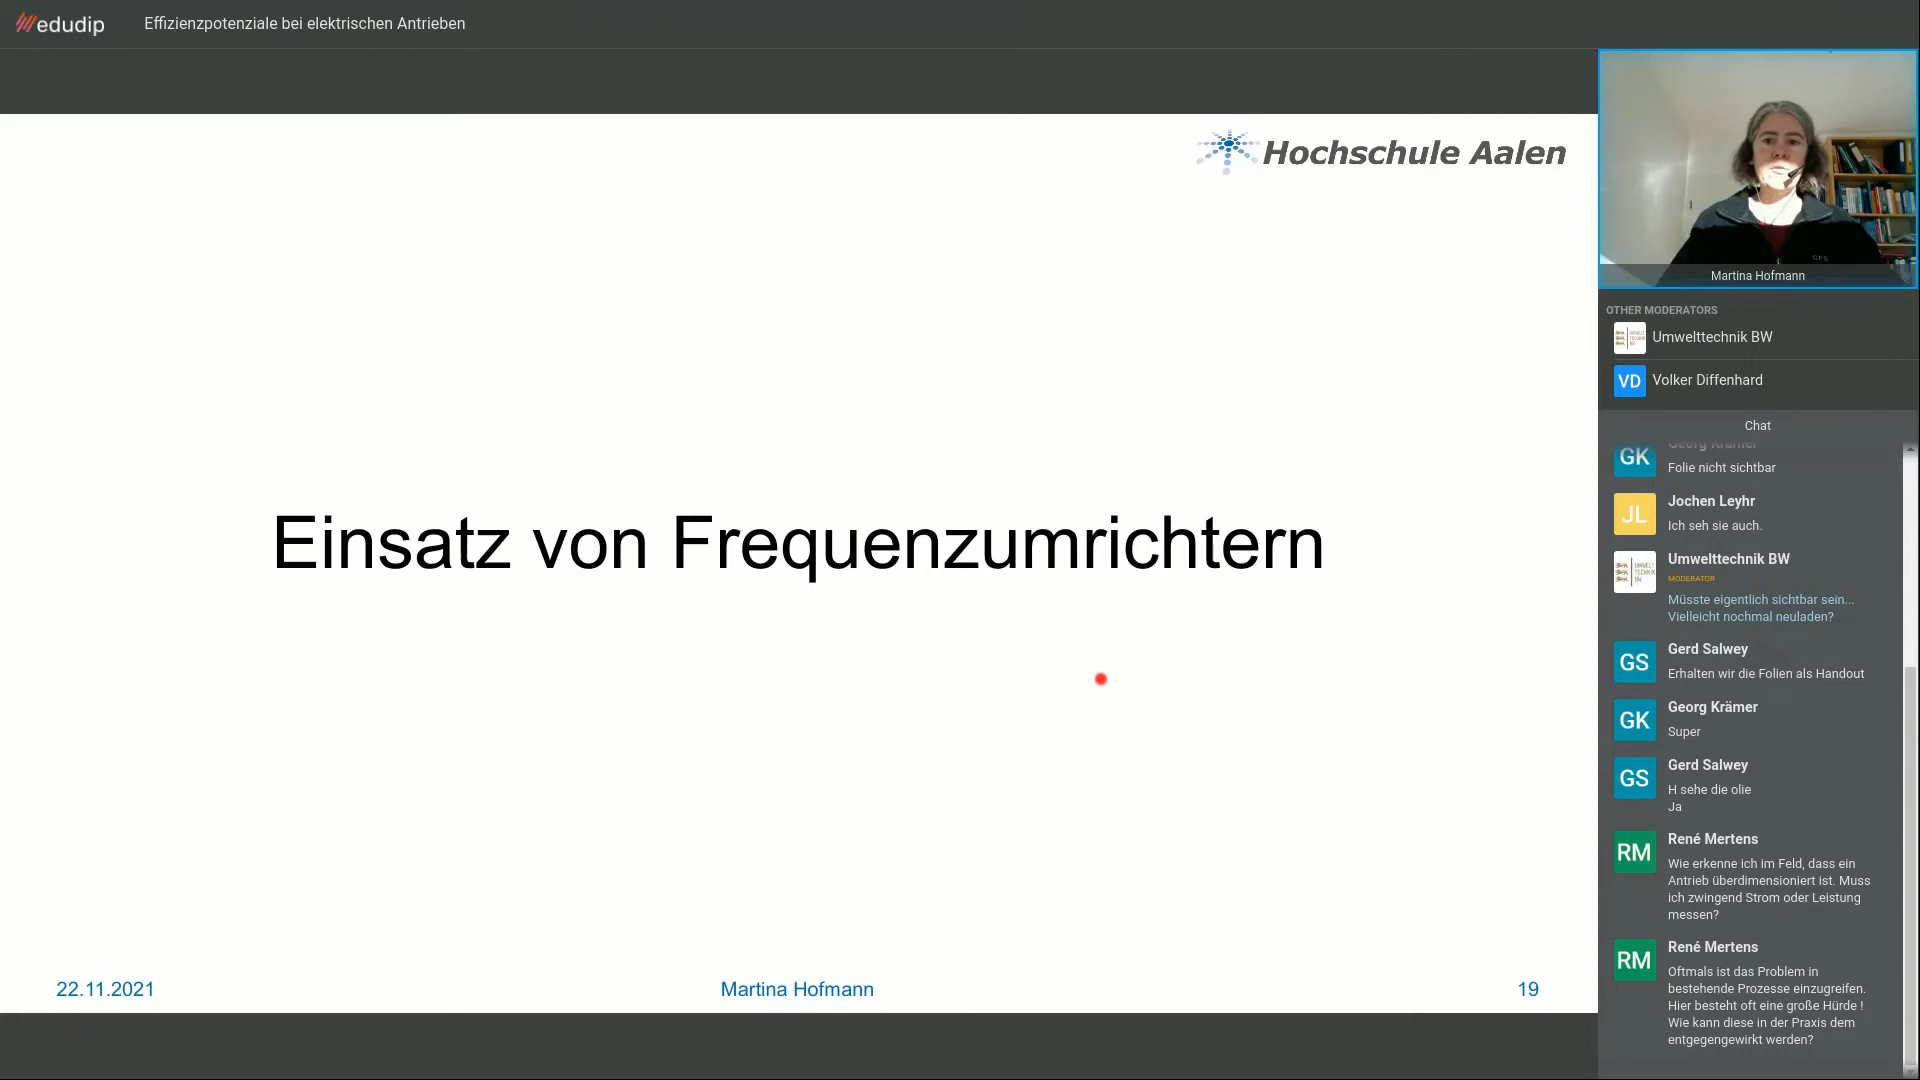 edudip
Effizienzpotenziale bei elektrischen Antrieben
Hochschule Aalen
Einsatz von Frequenzumrichtern
22.11.2021
Martina Hofmann
19
Martina Hofmann
OTHER MODERATORS
Umwelttechnik BW
VD
Volker Diffenhard
Chat
GK
Georg Krämer
Folie nicht sichtbar
JL
Jochen Leyhr
Ich seh sie auch.
Umwelttechnik BW
MODERATOR
Müsste eigentlich sichtbar sein...
Vielleicht nochmal neuladen?
GS
Gerd Salwey
Erhalten wir die Folien als Handout
GK
Georg Krämer
Super
GS
Gerd Salwey
H sehe die olie
Ja
RM
René Mertens
Wie erkenne ich im Feld, dass ein
Antrieb überdimensioniert ist. Muss
ich zwingend Strom oder Leistung
messen?
RM
René Mertens
Oftmals ist das Problem in
bestehende Prozesse einzugreifen.
Hier besteht oft eine große Hürde !
Wie kann diese in der Praxis dem
entgegengewirkt werden?